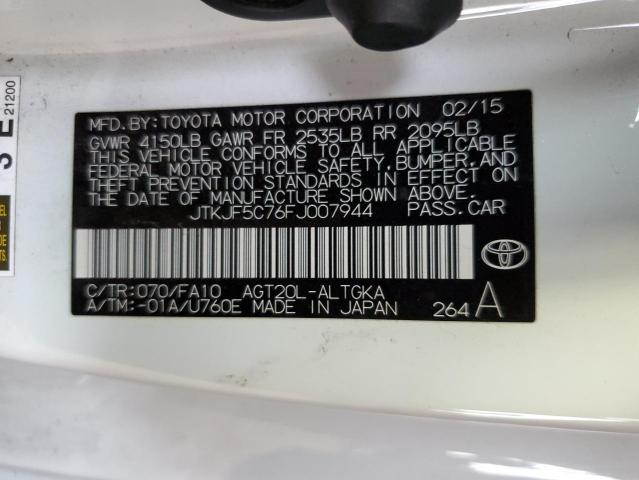 MFD. BY: TOYOTA MOTOR CORPORATION 02/15
GVWR 4150LB GAWR FR 2535LB RR 2095LB
THIS VEHICLE CONFORMS TO ALL APPLICABLE
FEDERAL MOTOR VEHICLE SAFETY, BUMPER, AND
THEFT PREVENTION STANDARDS IN EFFECT ON
THE DATE OF MANUFACTURE SHOWN ABOVE.
JTKJF5C76FJ007944 PASS. CAR
C/TR: 070/FA10 AGT20L-ALTGKA
A/TM: -01A/U760E MADE IN JAPAN 264 A
21200